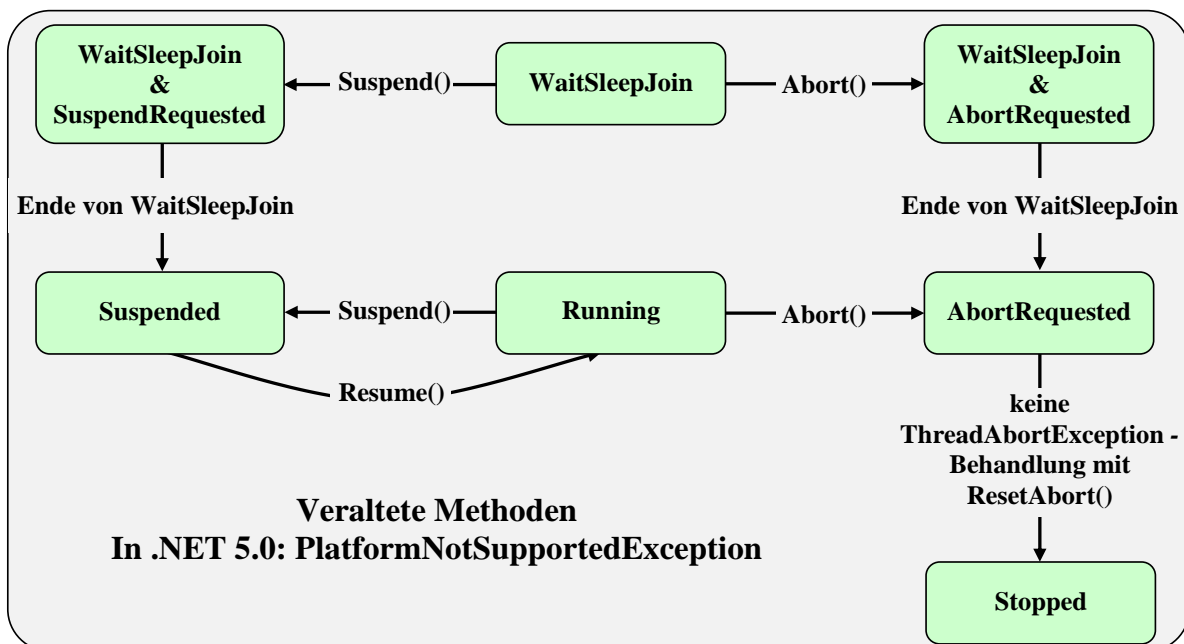 WaitSleepJoin
&
SuspendRequested
Suspend()
WaitSleepJoin
Abort()
WaitSleepJoin
&
AbortRequested
Ende von WaitSleepJoin
Ende von WaitSleepJoin
Suspended
Suspend()
Running
Abort()
AbortRequested
Resume()
keine
ThreadAbortException -
Behandlung mit
ResetAbort()
Veraltete Methoden
In .NET 5.0: PlatformNotSupportedException
Stopped